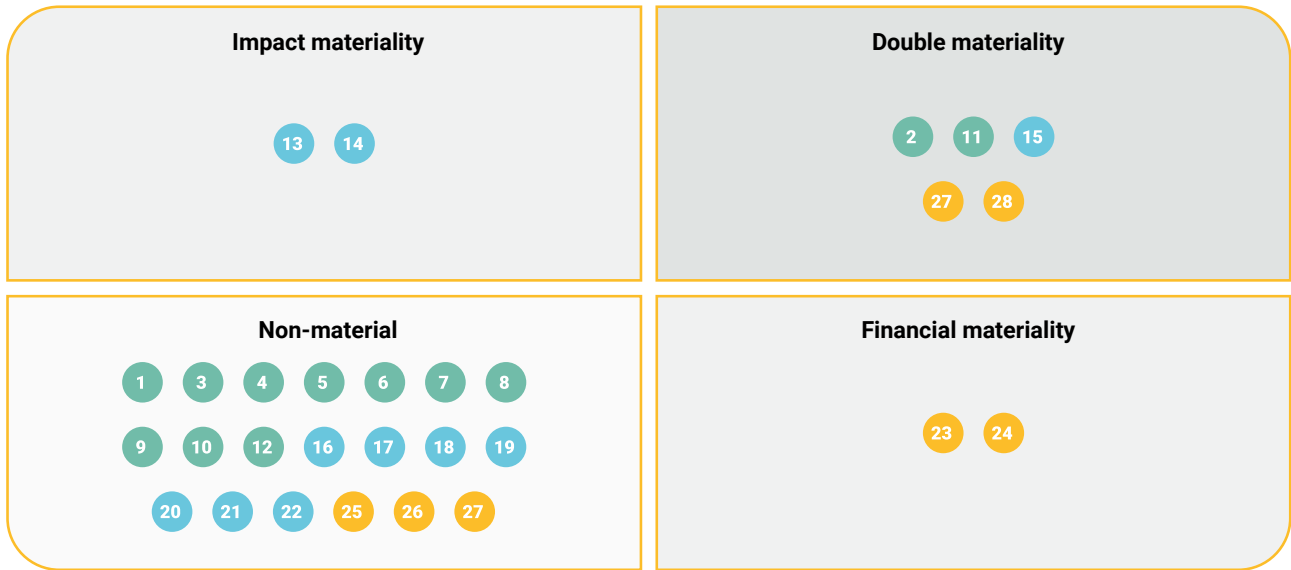 Impact materiality
13 14
Double materiality
2 11 15
27 28
Non-material
1 3 4 5 6 7 8
9 10 12 16 17 18 19
20 21 22 25 26 27
Financial materiality
23 24